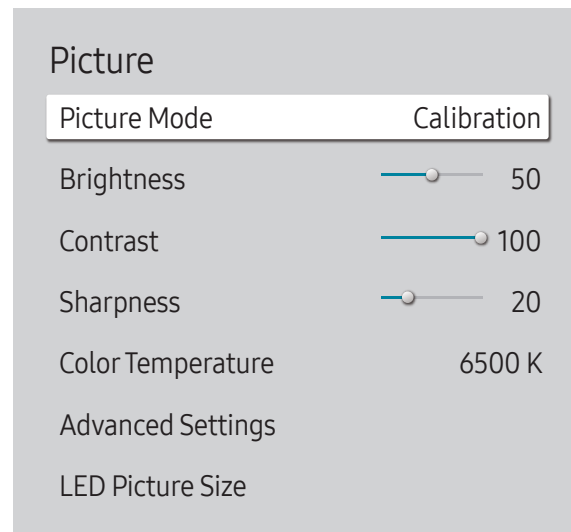 Picture
Picture Mode Calibration
Brightness 50
Contrast 100
Sharpness 20
Color Temperature 6500 K
Advanced Settings
LED Picture Size